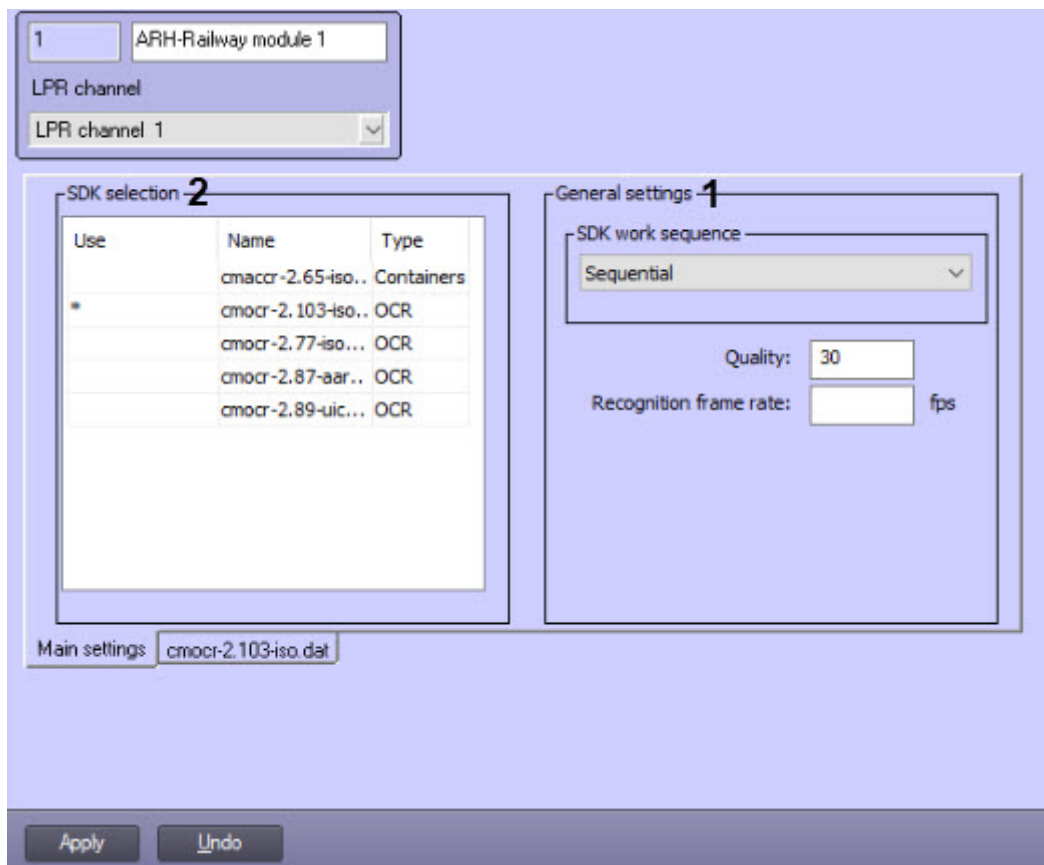 1 ARH-Railway module 1
LPR channel
LPR channel 1
SDK selection 2
Use Name Type
cmaccr-2.65-iso.. Containers
* cmocr-2.103-iso.. OCR
cmocr-2.77-iso... OCR
cmocr-2.87-aar.. OCR
cmocr-2.89-uic... OCR
General settings 1
SDK work sequence
Sequential
Quality: 30
Recognition frame rate: fps
Main settings cmocr-2.103-iso.dat
Apply Undo